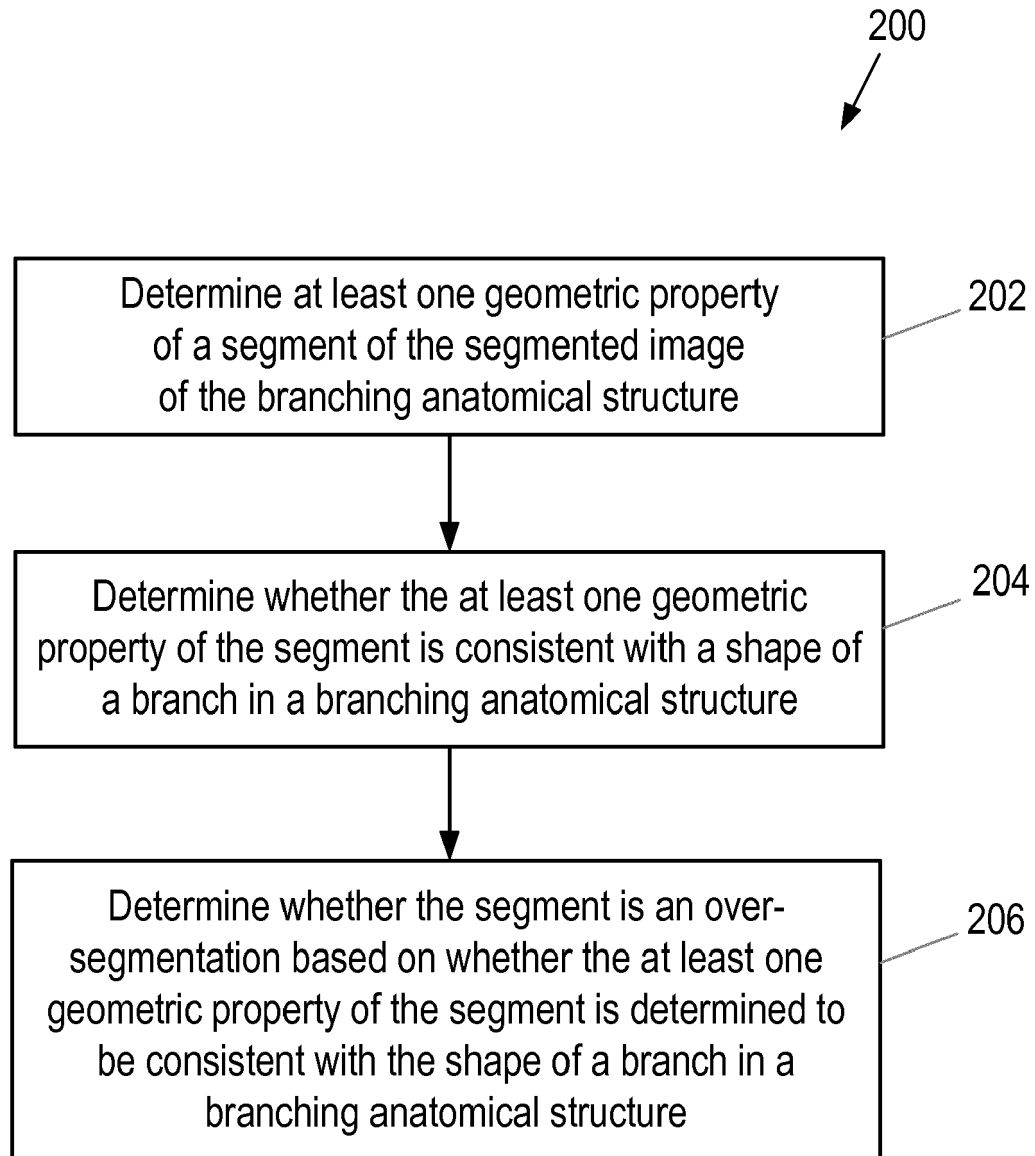 200
Determine at least one geometric property
of a segment of the segmented image
of the branching anatomical structure
202
Determine whether the at least one geometric
property of the segment is consistent with a shape of
a branch in a branching anatomical structure
204
Determine whether the segment is an over-
segmentation based on whether the at least one
geometric property of the segment is determined to
be consistent with the shape of a branch in a
branching anatomical structure
206